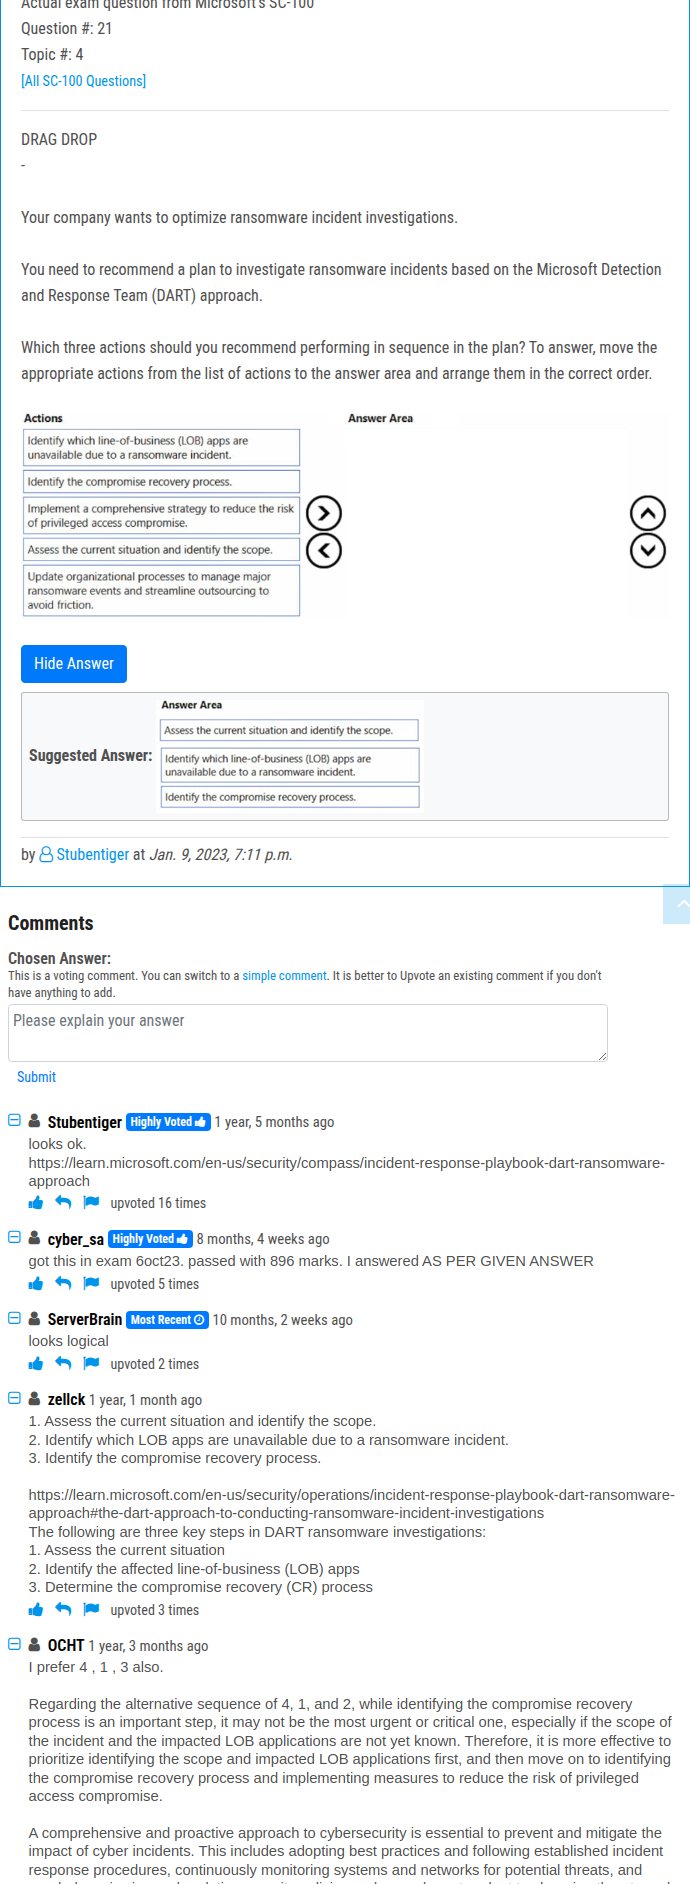 Actual exam question from Microsoft's SC-100
Question #: 21
Topic #: 4
[All SC-100 Questions]
DRAG DROP
-
Your company wants to optimize ransomware incident investigations.
You need to recommend a plan to investigate ransomware incidents based on the Microsoft Detection
and Response Team (DART) approach.
Which three actions should you recommend performing in sequence in the plan? To answer, move the
appropriate actions from the list of actions to the answer area and arrange them in the correct order.
Actions
Answer Area
Identify which line-of-business (LOB) apps are
unavailable due to a ransomware incident.
Identify the compromise recovery process.
Implement a comprehensive strategy to reduce the risk
of privileged access compromise.
Assess the current situation and identify the scope.
Update organizational processes to manage major
ransomware events and streamline outsourcing to
avoid friction.
Hide Answer
Suggested Answer:
Answer Area
Assess the current situation and identify the scope.
Identify which line-of-business (LOB) apps are
unavailable due to a ransomware incident.
Identify the compromise recovery process.
by Stubentiger at Jan. 9, 2023, 7:11 p.m.
Comments
Chosen Answer:
This is a voting comment. You can switch to a simple comment. It is better to Upvote an existing comment if you don't
have anything to add.
Please explain your answer
Submit
Stubentiger Highly Voted 1 year, 5 months ago
looks ok.
https://learn.microsoft.com/en-us/security/compass/incident-response-playbook-dart-ransomware-
approach
upvoted 16 times
cyber_sa Highly Voted 8 months, 4 weeks ago
got this in exam 6oct23. passed with 896 marks. I answered AS PER GIVEN ANSWER
upvoted 5 times
ServerBrain Most Recent 10 months, 2 weeks ago
looks logical
upvoted 2 times
zellck 1 year, 1 month ago
1. Assess the current situation and identify the scope.
2. Identify which LOB apps are unavailable due to a ransomware incident.
3. Identify the compromise recovery process.
https://learn.microsoft.com/en-us/security/operations/incident-response-playbook-dart-ransomware-
approach#the-dart-approach-to-conducting-ransomware-incident-investigations
The following are three key steps in DART ransomware investigations:
1. Assess the current situation
2. Identify the affected line-of-business (LOB) apps
3. Determine the compromise recovery (CR) process
upvoted 3 times
OCHT 1 year, 3 months ago
I prefer 4 , 1 , 3 also.
Regarding the alternative sequence of 4, 1, and 2, while identifying the compromise recovery
process is an important step, it may not be the most urgent or critical one, especially if the scope of
the incident and the impacted LOB applications are not yet known. Therefore, it is more effective to
prioritize identifying the scope and impacted LOB applications first, and then move on to identifying
the compromise recovery process and implementing measures to reduce the risk of privileged
access compromise.
A comprehensive and proactive approach to cybersecurity is essential to prevent and mitigate the
impact of cyber incidents. This includes adopting best practices and following established incident
response procedures, continuously monitoring systems and networks for potential threats, and